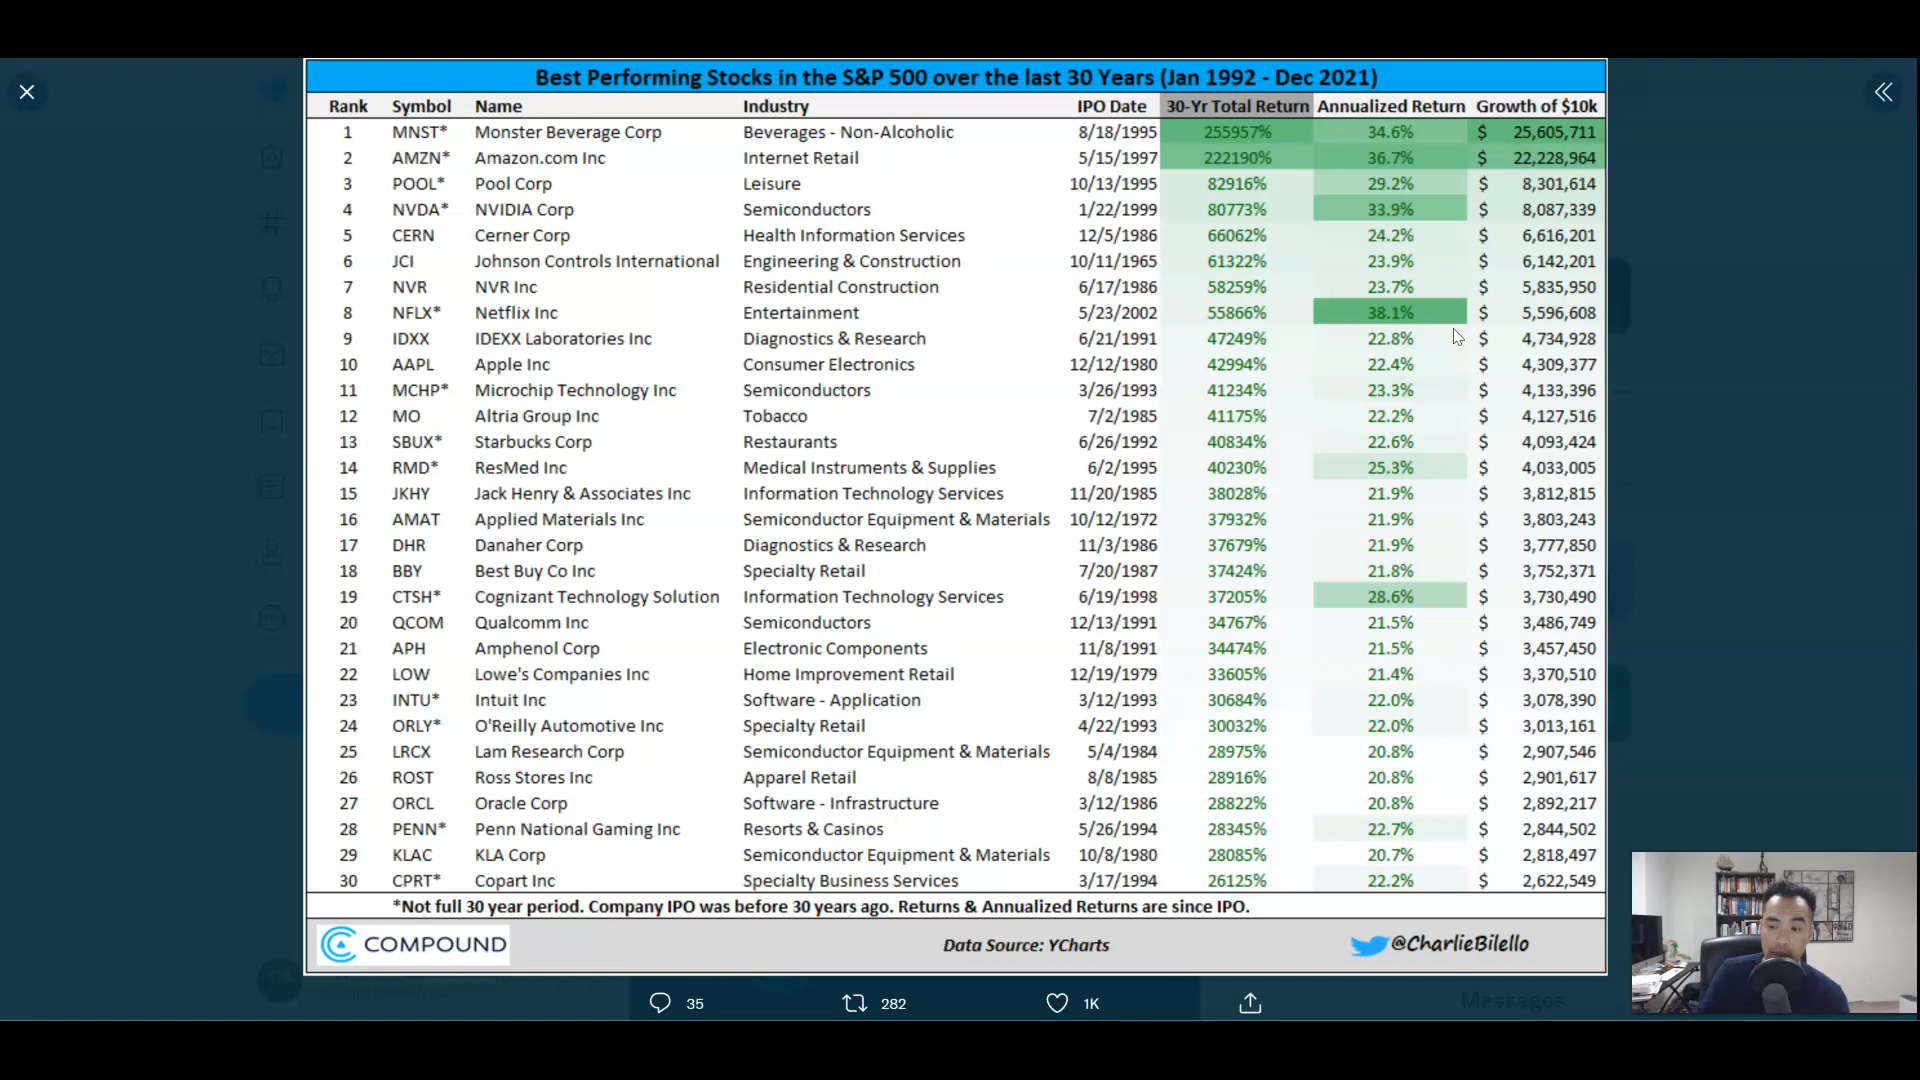 Best Performing Stocks in the S&P 500 over the last 30 Years (Jan 1992 - Dec 2021)
Rank Symbol Name Industry IPO Date 30-Yr Total Return Annualized Return Growth of $10k
1 MNST* Monster Beverage Corp Beverages - Non-Alcoholic 8/18/1995 255957% 34.6% $ 25,605,711
2 AMZN* Amazon.com Inc Internet Retail 5/15/1997 222190% 36.7% $ 22,228,964
3 POOL* Pool Corp Leisure 10/13/1995 82916% 29.2% $ 8,301,614
4 NVDA* NVIDIA Corp Semiconductors 1/22/1999 80773% 33.9% $ 8,087,339
5 CERN Cerner Corp Health Information Services 12/5/1986 66062% 24.2% $ 6,616,201
6 JCI Johnson Controls International Engineering & Construction 10/11/1965 61322% 23.9% $ 6,142,201
7 NVR NVR Inc Residential Construction 6/17/1986 58259% 23.7% $ 5,835,950
8 NFLX* Netflix Inc Entertainment 5/23/2002 55866% 38.1% $ 5,596,608
9 IDXX IDEXX Laboratories Inc Diagnostics & Research 6/21/1991 47249% 22.8% $ 4,734,928
10 AAPL Apple Inc Consumer Electronics 12/12/1980 42994% 22.4% $ 4,309,377
11 MCHP* Microchip Technology Inc Semiconductors 3/26/1993 41234% 23.3% $ 4,133,396
12 MO Altria Group Inc Tobacco 7/2/1985 41175% 22.2% $ 4,127,516
13 SBUX* Starbucks Corp Restaurants 6/26/1992 40834% 22.6% $ 4,093,424
14 RMD* ResMed Inc Medical Instruments & Supplies 6/2/1995 40230% 25.3% $ 4,033,005
15 JKHY Jack Henry & Associates Inc Information Technology Services 11/20/1985 38028% 21.9% $ 3,812,815
16 AMAT Applied Materials Inc Semiconductor Equipment & Materials 10/12/1972 37932% 21.9% $ 3,803,243
17 DHR Danaher Corp Diagnostics & Research 11/3/1986 37679% 21.9% $ 3,777,850
18 BBY Best Buy Co Inc Specialty Retail 7/20/1987 37424% 21.8% $ 3,752,371
19 CTSH* Cognizant Technology Solution Information Technology Services 6/19/1998 37205% 28.6% $ 3,730,490
20 QCOM Qualcomm Inc Semiconductors 12/13/1991 34767% 21.5% $ 3,486,749
21 APH Amphenol Corp Electronic Components 11/8/1991 34474% 21.5% $ 3,457,450
22 LOW Lowe's Companies Inc Home Improvement Retail 12/19/1979 33605% 21.4% $ 3,370,510
23 INTU* Intuit Inc Software - Application 3/12/1993 30684% 22.0% $ 3,078,390
24 ORLY* O'Reilly Automotive Inc Specialty Retail 4/22/1993 30032% 22.0% $ 3,013,161
25 LRCX Lam Research Corp Semiconductor Equipment & Materials 5/4/1984 28975% 20.8% $ 2,907,546
26 ROST Ross Stores Inc Apparel Retail 8/8/1985 28916% 20.8% $ 2,901,617
27 ORCL Oracle Corp Software - Infrastructure 3/12/1986 28822% 20.8% $ 2,892,217
28 PENN* Penn National Gaming Inc Resorts & Casinos 5/26/1994 28345% 22.7% $ 2,844,502
29 KLAC KLA Corp Semiconductor Equipment & Materials 10/8/1980 28085% 20.7% $ 2,818,497
30 CPRT* Copart Inc Specialty Business Services 3/17/1994 26125% 22.2% $ 2,622,549
*Not full 30 year period. Company IPO was before 30 years ago. Returns & Annualized Returns are since IPO.
COMPOUND Data Source: YCharts @CharlieBilello
35 282 1K Messages